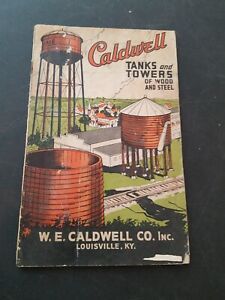 Caldwell
TANKS and
TOWERS
OF WOOD
AND STEEL
W. E. CALDWELL CO. INC.
LOUISVILLE, KY.